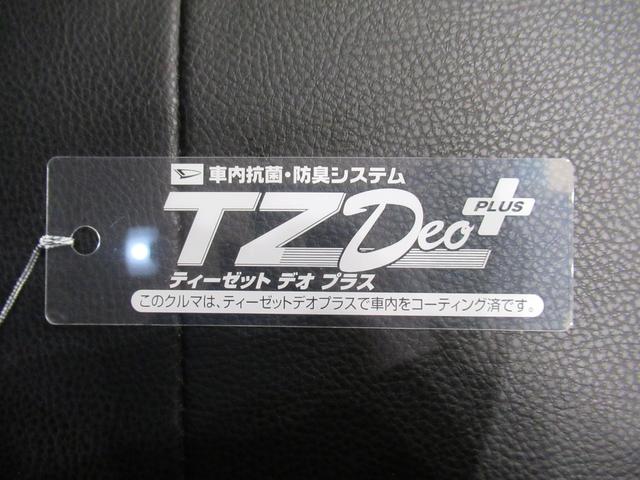 車内抗菌・防臭システム
TZ Deo PLUS
ティーゼット デオ プラス
このクルマは、ティーゼットデオプラスで車内をコーティング済です。